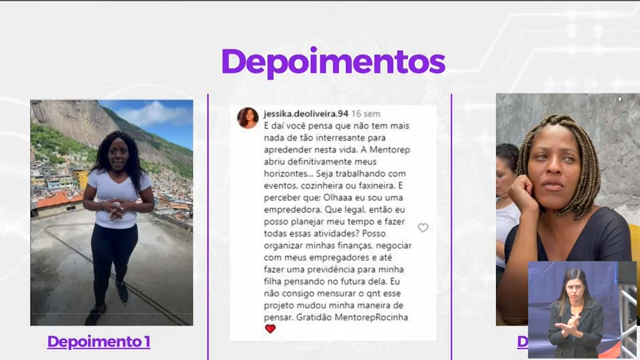 Depoimentos
jessika.deoliveira.94 16 sem
E daí você pensa que não tem mais
nada de tão interresante para
apredender nesta vida. A Mentorep
abriu definitivamente meus
horizontes... Seja trabalhando com
eventos, cozinheira ou faxineira. E
perceber que; Olhaaa eu sou uma
empredédora. Que legal, então eu
posso planejar meu tempo e fazer
todas essas atividades? Posso
organizar minhas finanças, negociar
com meus empregadores e até
fazer uma previdência para minha
filha pensando no futuro dela. Eu
não consigo mensurar o qnt esse
projeto mudou minha maneira de
pensar. Gratidão MentorepRocinha
Depoimento 1
D